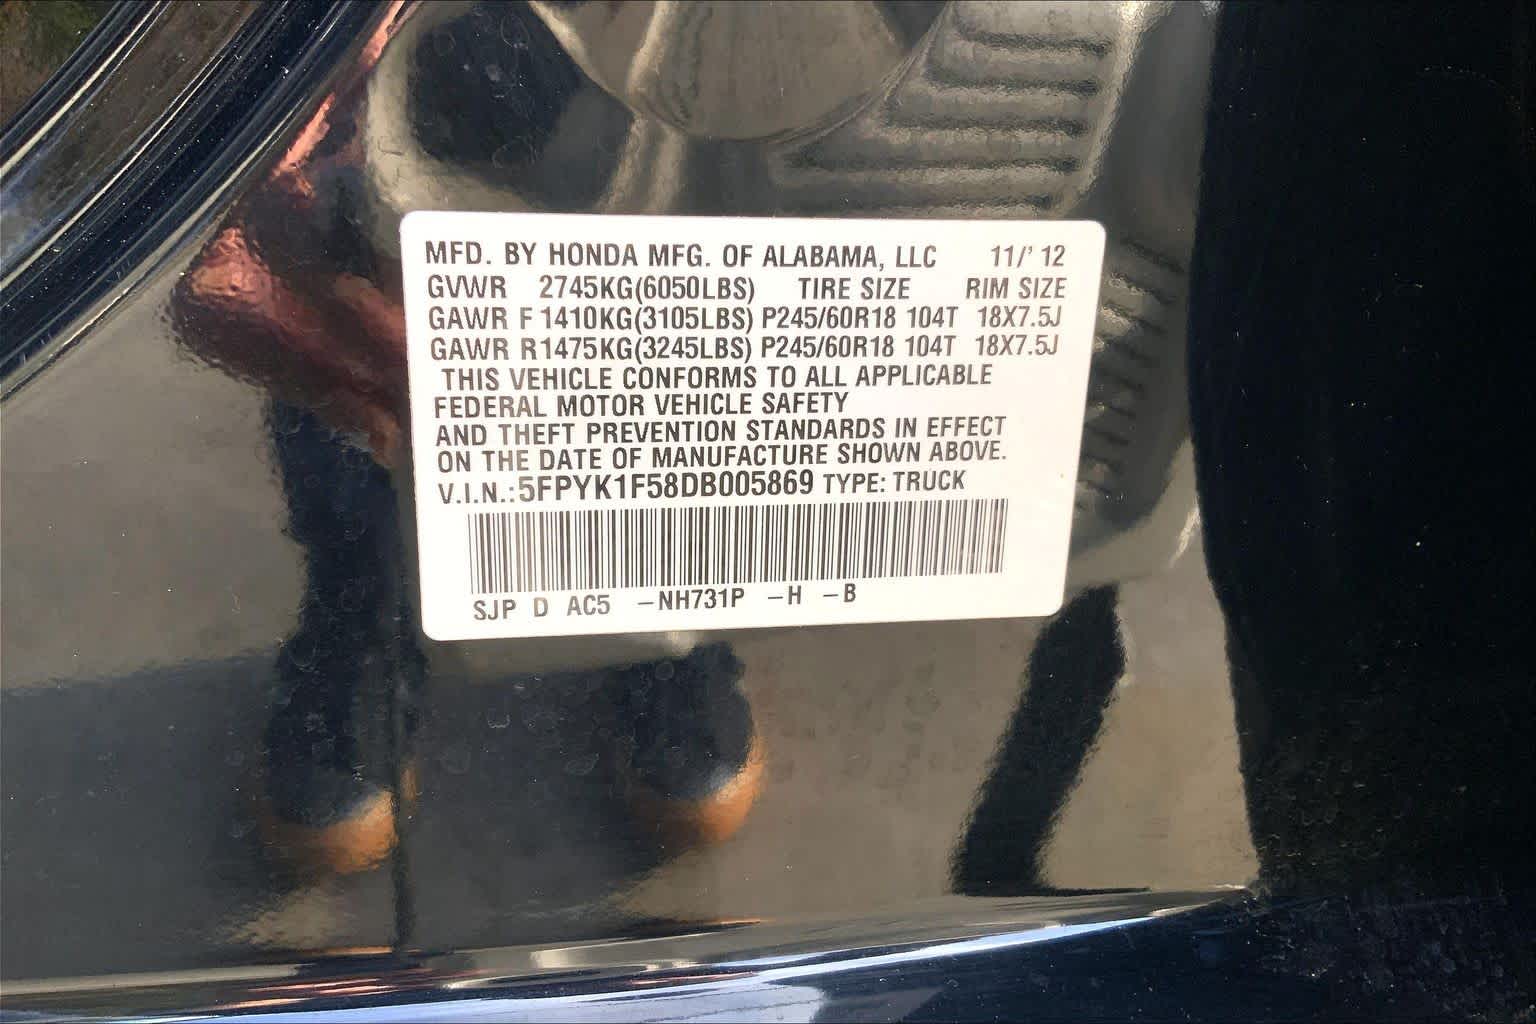 MFD. BY HONDA MFG. OF ALABAMA, LLC 11/' 12
GVWR 2745KG(6050LBS) TIRE SIZE RIM SIZE
GAWR F 1410KG(3105LBS) P245/60R18 104T 18X7.5J
GAWR R1475KG(3245LBS) P245/60R18 104T 18X7.5J
THIS VEHICLE CONFORMS TO ALL APPLICABLE
FEDERAL MOTOR VEHICLE SAFETY
AND THEFT PREVENTION STANDARDS IN EFFECT
ON THE DATE OF MANUFACTURE SHOWN ABOVE.
V.I.N.:5FPYK1F58DB005869 TYPE: TRUCK
SJP D AC5 -NH731P -H -B